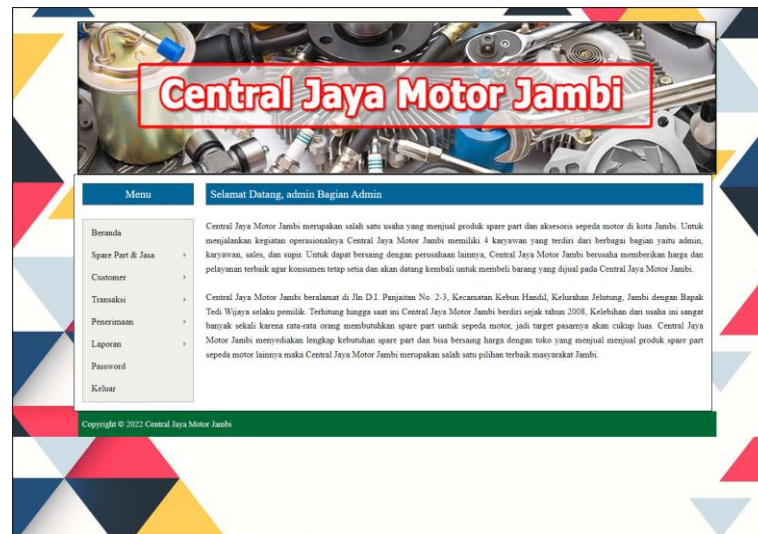 Central Jaya Motor Jambi
Menu
Selamat Datang, admin Bagian Admin
Beranda
Spare Part & Jasa
Customer
Transaksi
Penerimaan
Laporan
Password
Keluar
Central Jaya Motor Jambi merupakan salah satu usaha yang menjual produk spare part dan aksesoris sepeda motor di kota Jambi. Untuk
menjalankan kegiatan operasionalnya Central Jaya Motor Jambi memiliki 4 karyawan yang terdiri dari berbagai bagian yaitu admin,
karyawan, sales, dan supir. Untuk dapat bersaing dengan perusahaan lainnya, Central Jaya Motor Jambi berusaha memberikan harga dan
pelayanan terbaik agar konsumen tetap setia dan akan datang kembali untuk membeli barang yang dijual pada Central Jaya Motor Jambi.
Central Jaya Motor Jambi beralamat di Jln D.I. Panjaitan No. 2-3, Kecamatan Kebun Handil, Kelurahan Jelutung, Jambi dengan Bapak
Tedi Wijaya selaku pemilik. Terhitung hingga saat ini Central Jaya Motor Jambi berdiri sejak tahun 2008, Kelebihan dari usaha ini sangat
banyak sekali karena rata-rata orang membutuhkan spare part untuk sepeda motor, jadi target pasarnya akan cukup luas. Central Jaya
Motor Jambi menyediakan lengkap kebutuhan spare part dan bisa bersaing harga dengan toko yang menjual menjual produk spare part
sepeda motor lainnya maka Central Jaya Motor Jambi merupakan salah satu pilihan terbaik masyarakat Jambi.
Copyright © 2022 Central Jaya Motor Jambi